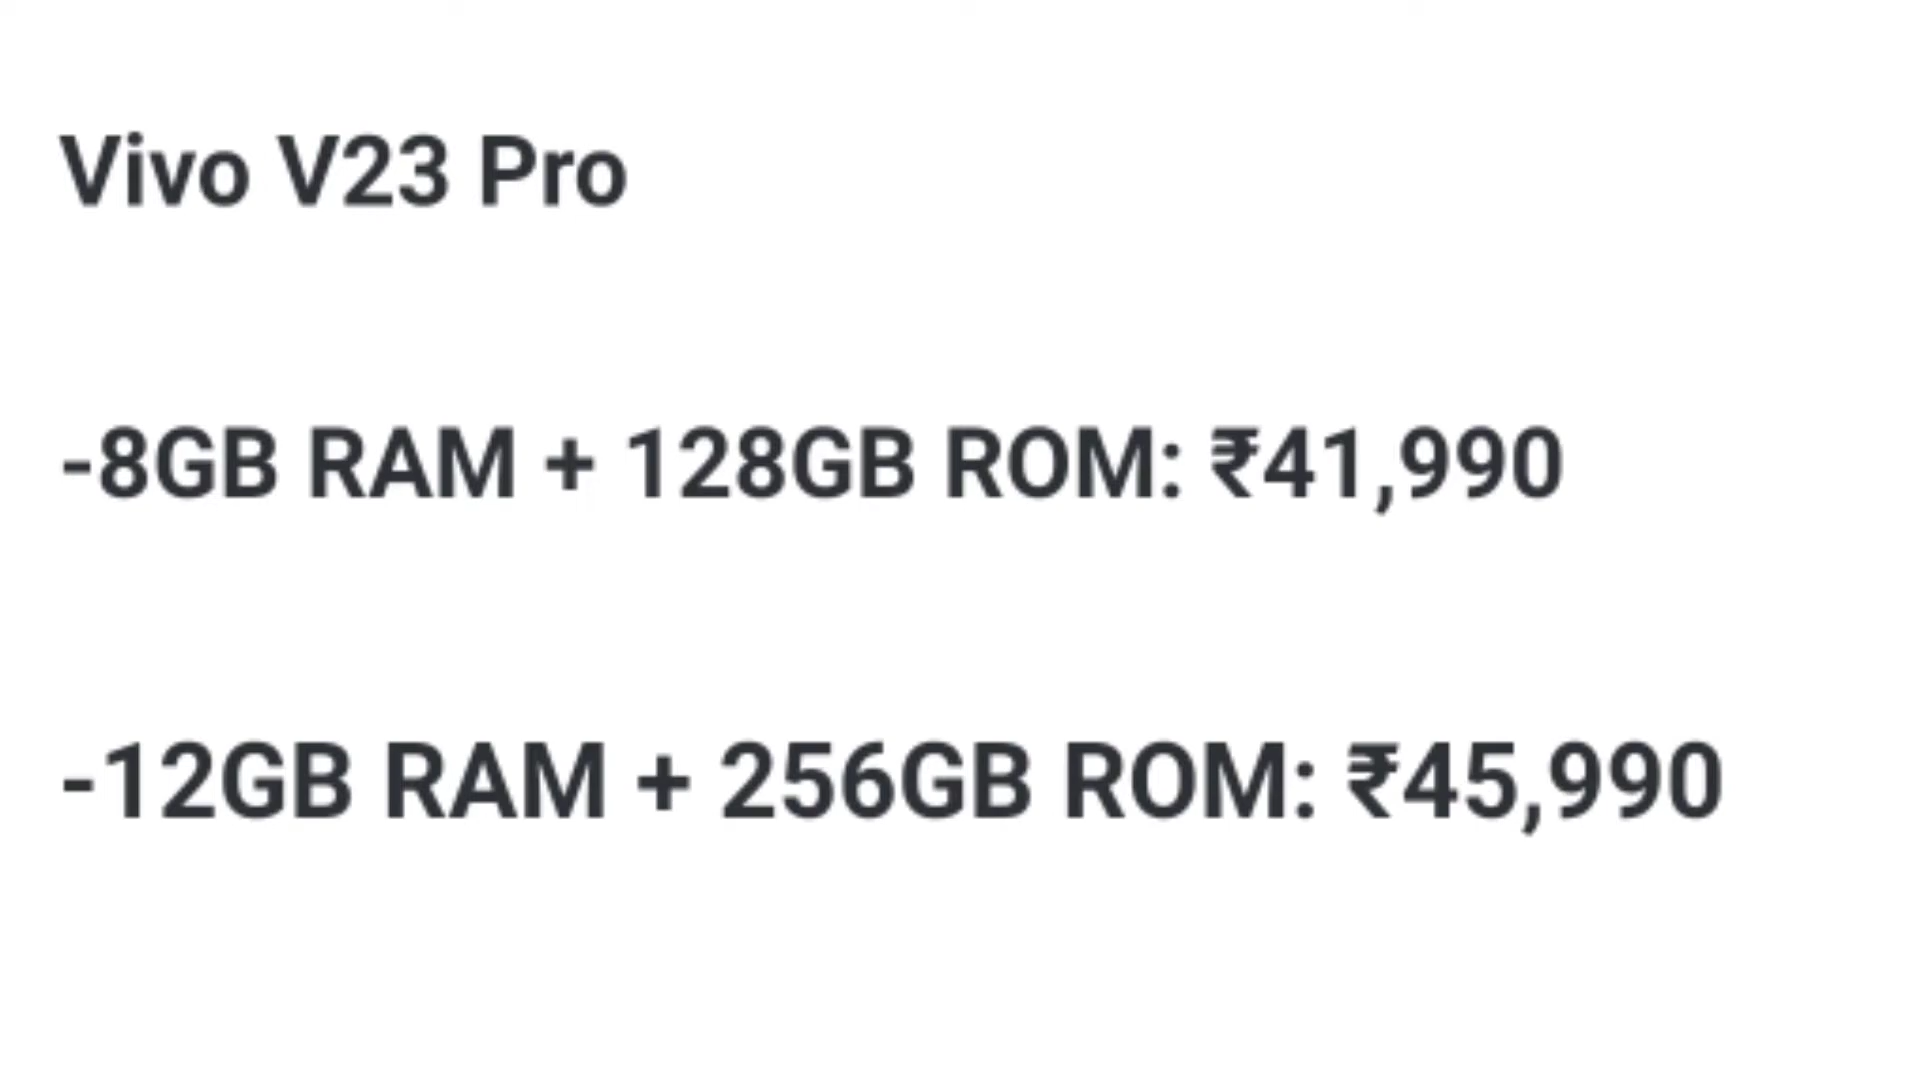 Vivo V23 Pro
-8GB RAM + 128GB ROM: ₹41,990
-12GB RAM + 256GB ROM: ₹45,990